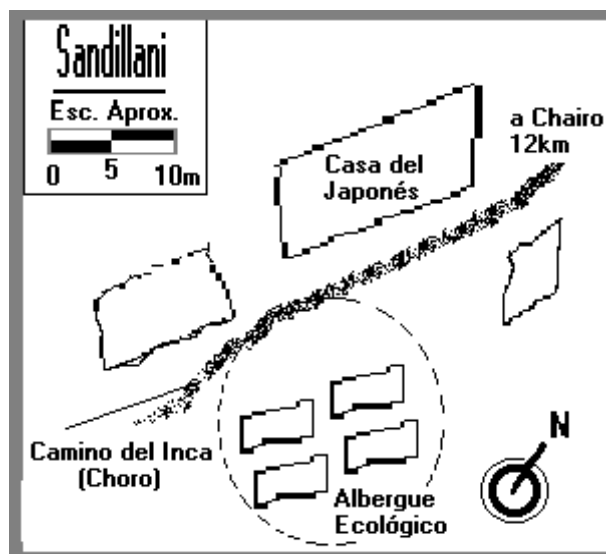 Sandillani
Esc. Aprox.
0 5 10m
a Chairo
12km
Casa del
Japonés
Camino del Inca
(Choro)
N
Albergue
Ecológico